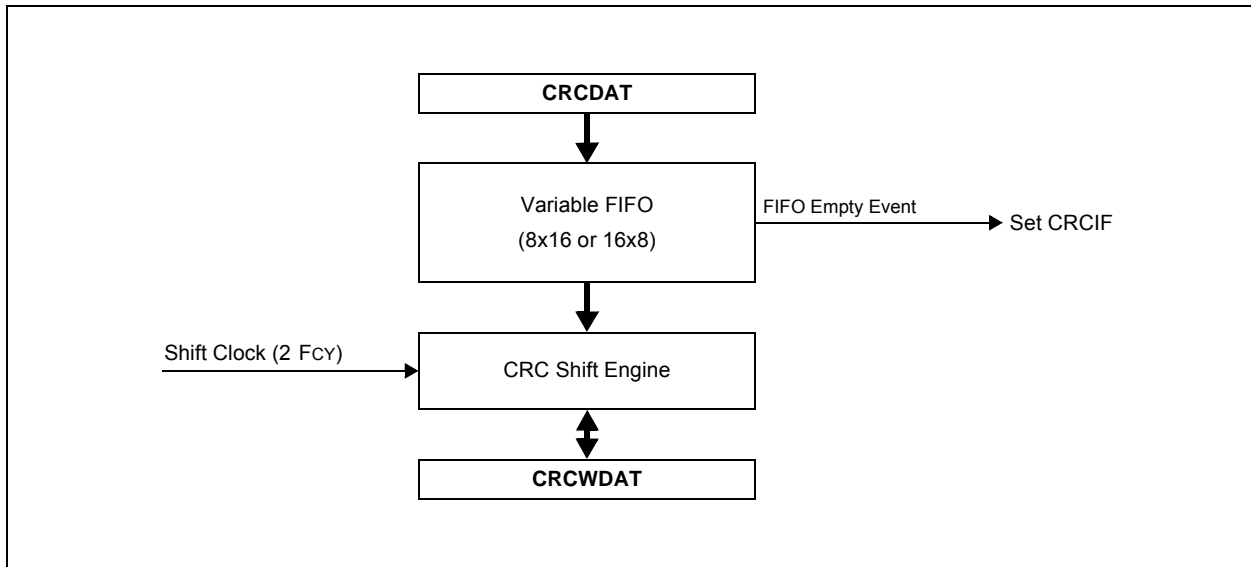 CRCDAT
Variable FIFO
(8x16 or 16x8)
FIFO Empty Event
Set CRCIF
Shift Clock (2 FCY)
CRC Shift Engine
CRCWDAT